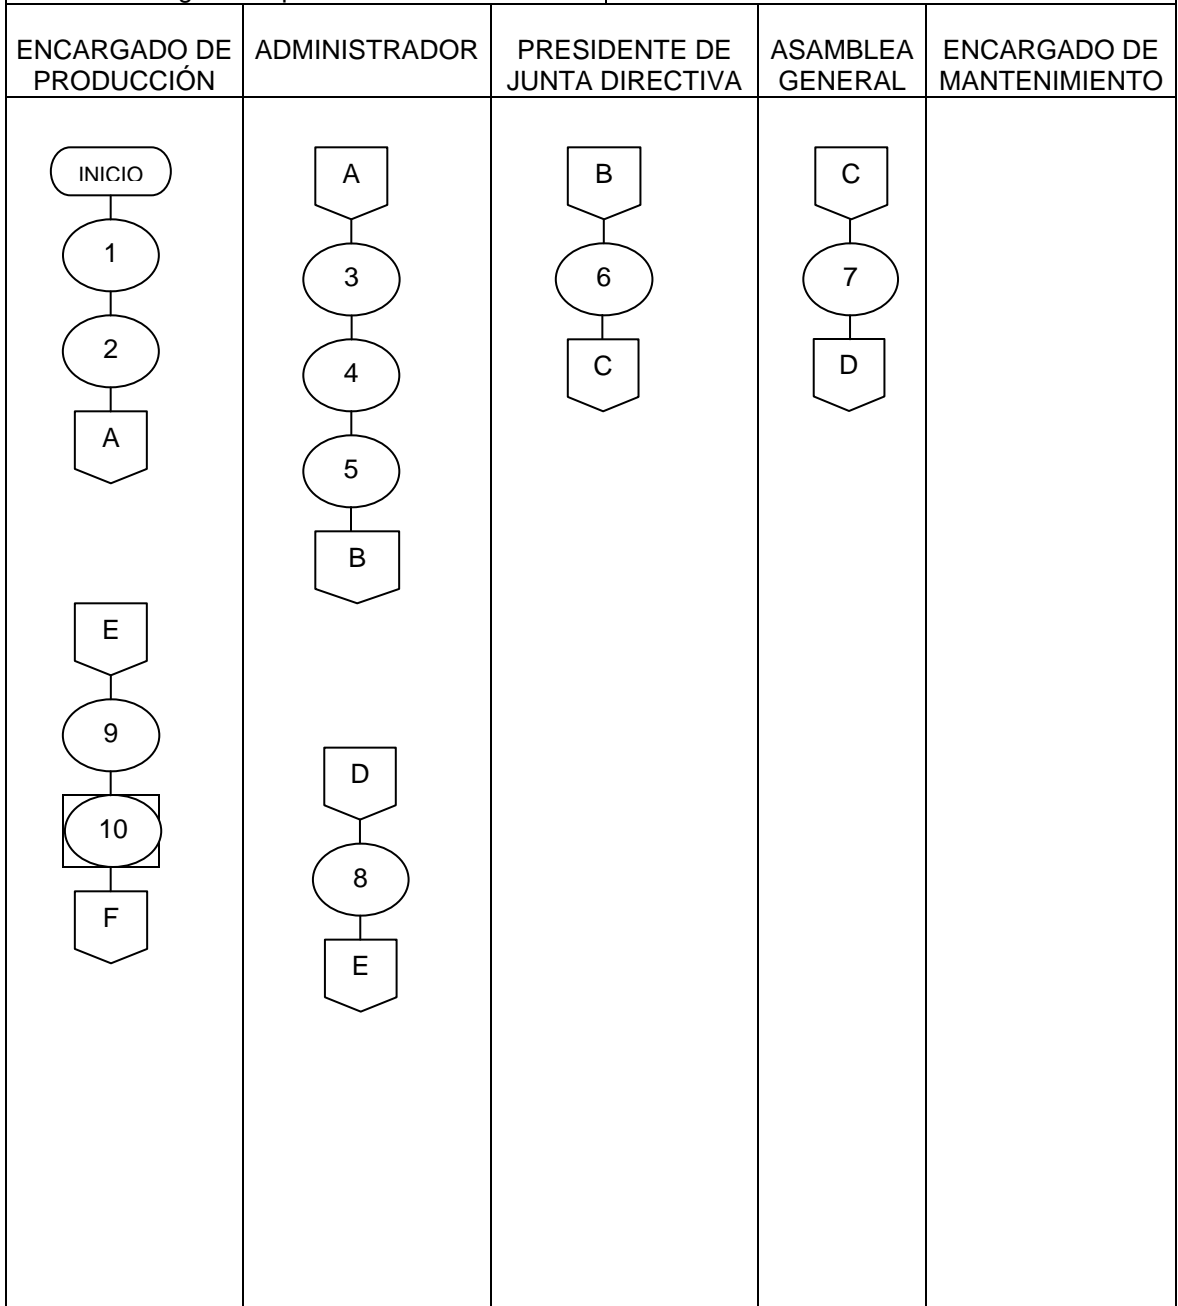 ENCARGADO DE
PRODUCCIÓN
ADMINISTRADOR
PRESIDENTE DE
JUNTA DIRECTIVA
ASAMBLEA
GENERAL
ENCARGADO DE
MANTENIMIENTO
INICIO
1
2
A
E
9
10
F
A
3
4
5
B
D
8
E
B
6
C
C
7
D